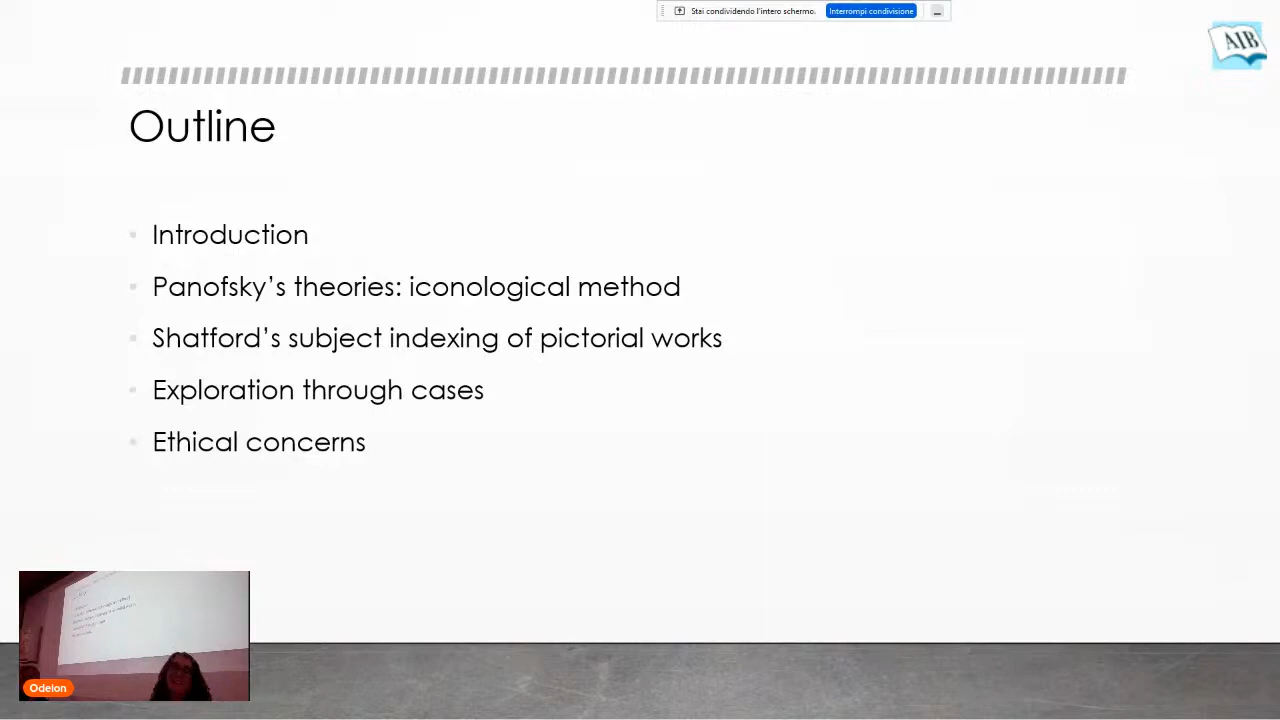 Stai condividendo l'intero schermo. Interrompi condivisione
AIB
Outline
Introduction
Panofsky's theories: iconological method
Shatford's subject indexing of pictorial works
Exploration through cases
Ethical concerns
Odelon